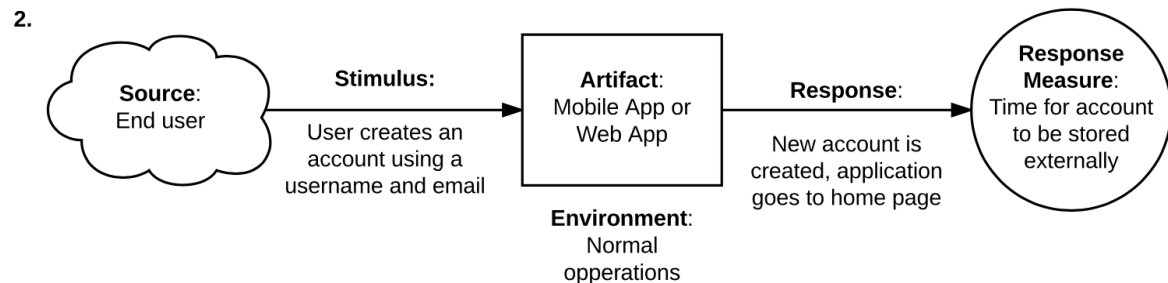 2.
Source:
End user
Stimulus:
User creates an
account using a
username and email
Artifact:
Mobile App or
Web App
Environment:
Normal
opperations
Response:
New account is
created, application
goes to home page
Response
Measure:
Time for account
to be stored
externally